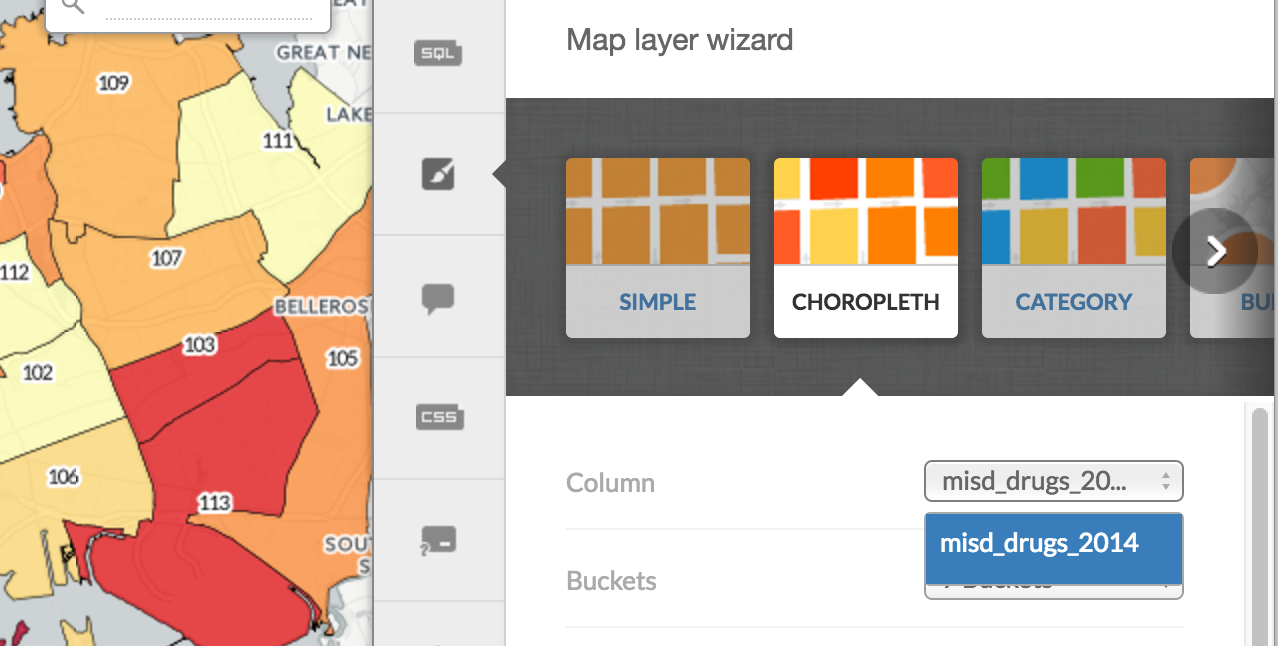 GREAT NE
109
LAKE
111
107
112
BELLEROS
103
105
102
106
113
SOU
S
SQL
CSS
?
Map layer wizard
SIMPLE
CHOROPLETH
CATEGORY
BU
Column
misd_drugs_20...
misd_drugs_2014
Buckets